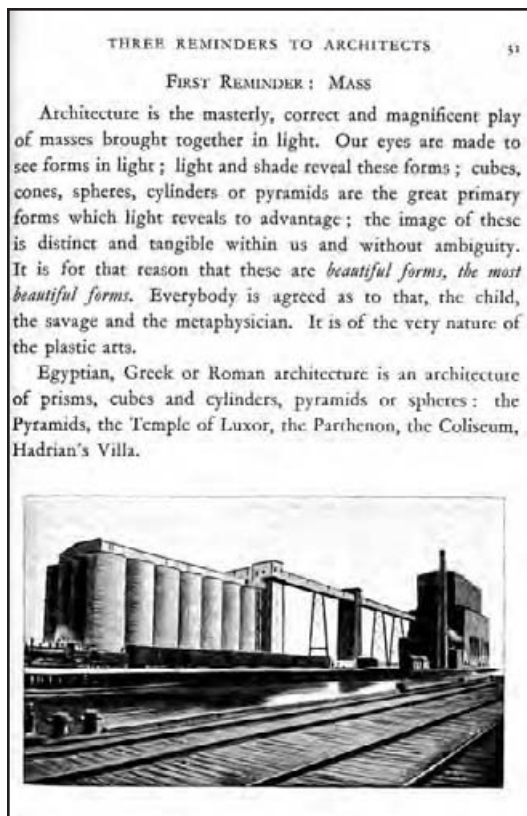 THREE REMINDERS TO ARCHITECTS 31
FIRST REMINDER : MASS
Architecture is the masterly, correct and magnificent play
of masses brought together in light. Our eyes are made to
see forms in light ; light and shade reveal these forms ; cubes,
cones, spheres, cylinders or pyramids are the great primary
forms which light reveals to advantage ; the image of these
is distinct and tangible within us and without ambiguity.
It is for that reason that these are beautiful forms, the most
beautiful forms. Everybody is agreed as to that, the child,
the savage and the metaphysician. It is of the very nature of
the plastic arts.
Egyptian, Greek or Roman architecture is an architecture
of prisms, cubes and cylinders, pyramids or spheres : the
Pyramids, the Temple of Luxor, the Parthenon, the Coliseum,
Hadrian's Villa.